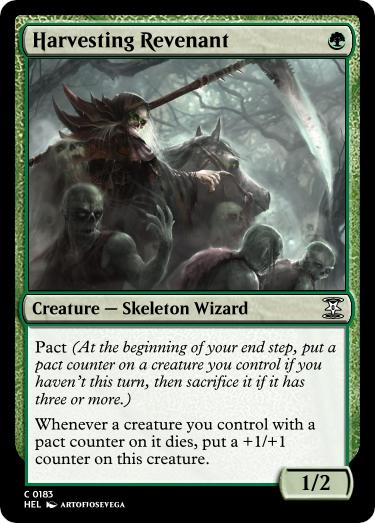 Harvesting Revenant
Creature — Skeleton Wizard
Pact (At the beginning of your end step, put a
pact counter on a creature you control if you
haven't this turn, then sacrifice it if it has
three or more.)
Whenever a creature you control with a
pact counter on it dies, put a +1/+1
counter on this creature.
1/2
C 0183
HEL ARTOFJOSEVEGA